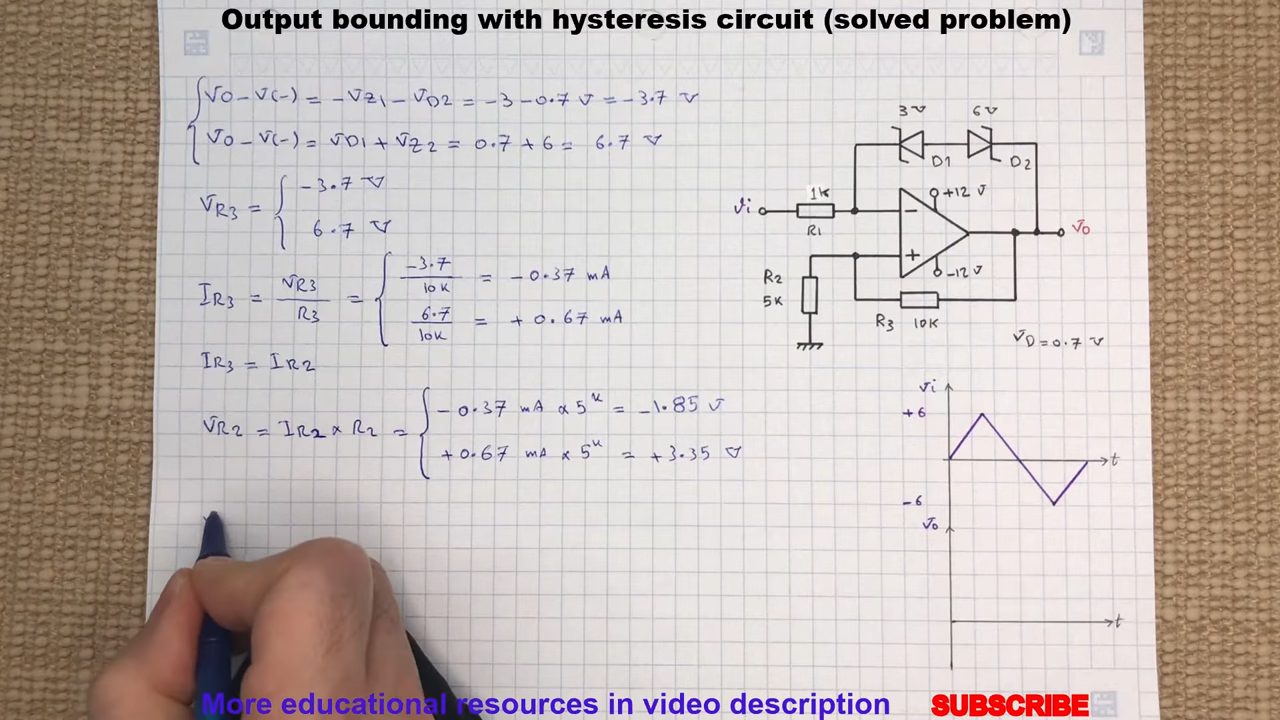 Output bounding with hysteresis circuit (solved problem)
VO - V(-) = -VZ1 - VD2 = -3 - 0.7 V = -3.7 V
VO - V(-) = VD1 + VZ2 = 0.7 + 6 = 6.7 V
VR3 = { -3.7 V
6.7 V
IR3 = VR3 / R3 = { -3.7 / 10K = -0.37 mA
6.7 / 10K = +0.67 mA
IR3 = IR2
VR2 = IR2 × R2 = { -0.37 mA × 5K = -1.85 V
+0.67 mA × 5K = +3.35 V
3V 6V
D1 D2
1K
+12 V
Vi
R1
-
+
Vo
-12 V
R2
5K
R3 10K
VD = 0.7 V
Vi
+6
t
-6
Vo
t
More educational resources in video description
SUBSCRIBE